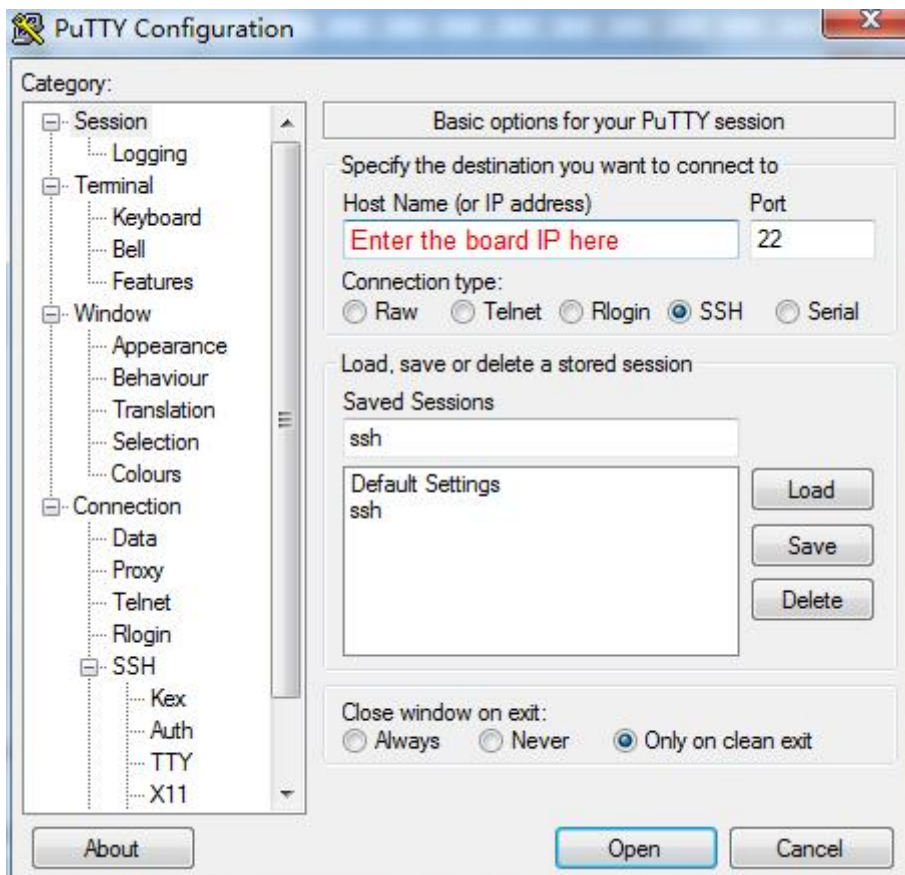 PuTTY Configuration
Category:
Session
Logging
Terminal
Keyboard
Bell
Features
Window
Appearance
Behaviour
Translation
Selection
Colours
Connection
Data
Proxy
Telnet
Rlogin
SSH
Kex
Auth
TTY
X11
Basic options for your PuTTY session
Specify the destination you want to connect to
Host Name (or IP address) Port
Enter the board IP here 22
Connection type:
Raw Telnet Rlogin SSH Serial
Load, save or delete a stored session
Saved Sessions
ssh
Default Settings
ssh
Load
Save
Delete
Close window on exit:
Always Never Only on clean exit
About Open Cancel